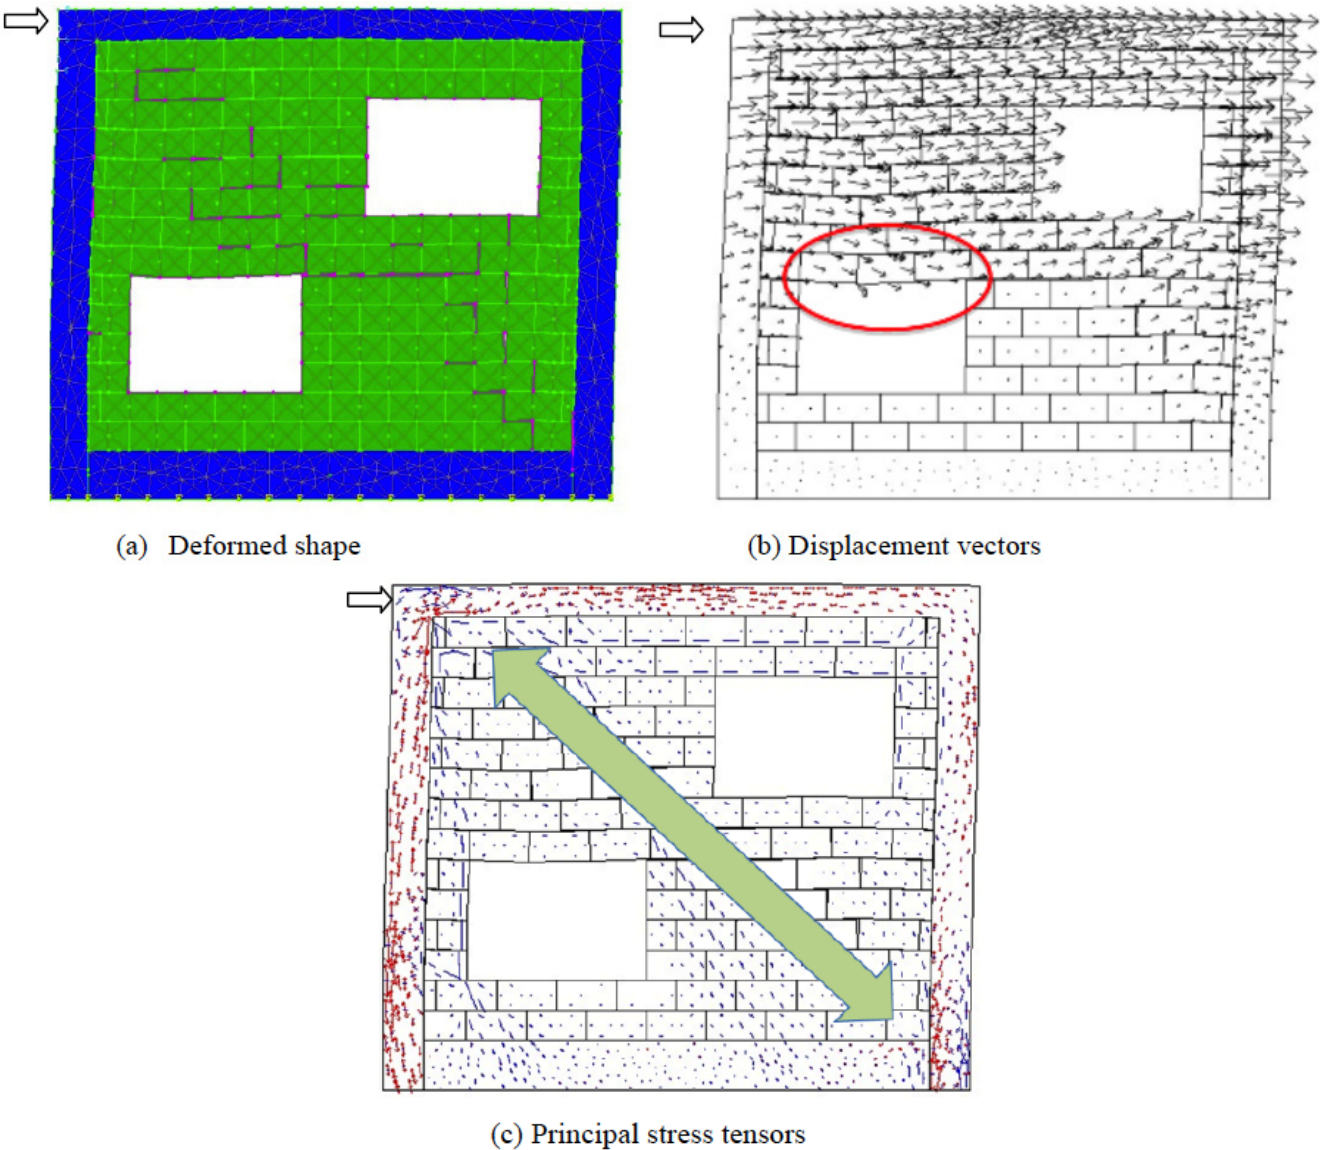 (a) Deformed shape
(b) Displacement vectors
(c) Principal stress tensors